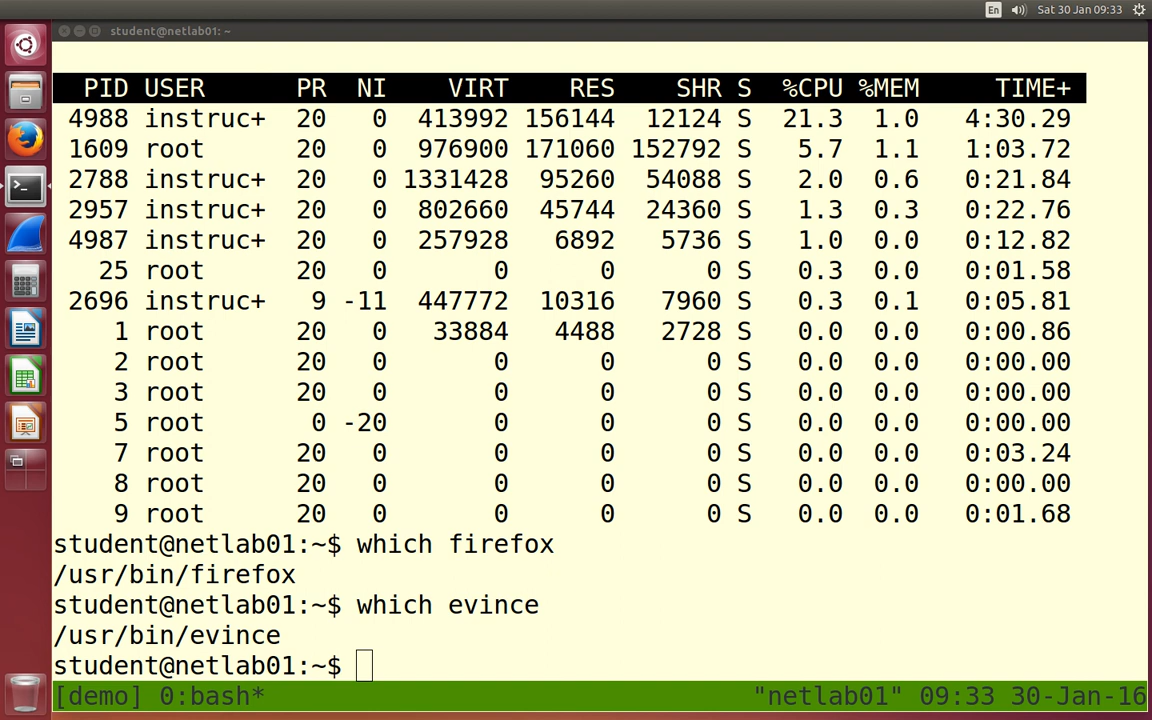 En Sat 30 Jan 09:33
student@netlab01: ~
PID USER PR NI VIRT RES SHR S %CPU %MEM TIME+
4988 instruc+ 20 0 413992 156144 12124 S 21.3 1.0 4:30.29
1609 root 20 0 976900 171060 152792 S 5.7 1.1 1:03.72
2788 instruc+ 20 0 1331428 95260 54088 S 2.0 0.6 0:21.84
2957 instruc+ 20 0 802660 45744 24360 S 1.3 0.3 0:22.76
4987 instruc+ 20 0 257928 6892 5736 S 1.0 0.0 0:12.82
25 root 20 0 0 0 0 S 0.3 0.0 0:01.58
2696 instruc+ 9 -11 447772 10316 7960 S 0.3 0.1 0:05.81
1 root 20 0 33884 4488 2728 S 0.0 0.0 0:00.86
2 root 20 0 0 0 0 S 0.0 0.0 0:00.00
3 root 20 0 0 0 0 S 0.0 0.0 0:00.00
5 root 0 -20 0 0 0 S 0.0 0.0 0:00.00
7 root 20 0 0 0 0 S 0.0 0.0 0:03.24
8 root 20 0 0 0 0 S 0.0 0.0 0:00.00
9 root 20 0 0 0 0 S 0.0 0.0 0:01.68
student@netlab01:~$ which firefox
/usr/bin/firefox
student@netlab01:~$ which evince
/usr/bin/evince
student@netlab01:~$
[demo] 0:bash* "netlab01" 09:33 30-Jan-16